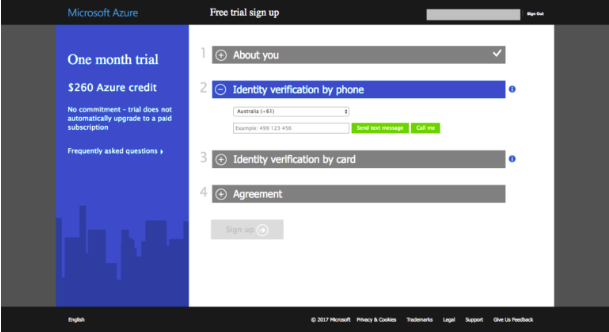 Microsoft Azure
Free trial sign up
Sign Out
One month trial
$260 Azure credit
No commitment - trial does not
automatically upgrade to a paid
subscription
Frequently asked questions
1 About you
2 Identity verification by phone
Australia (+61)
Example: 499 123 456
Send text message
Call me
3 Identity verification by card
4 Agreement
Sign up
English
© 2017 Microsoft Privacy & Cookies Trademarks Legal Support Give Us Feedback